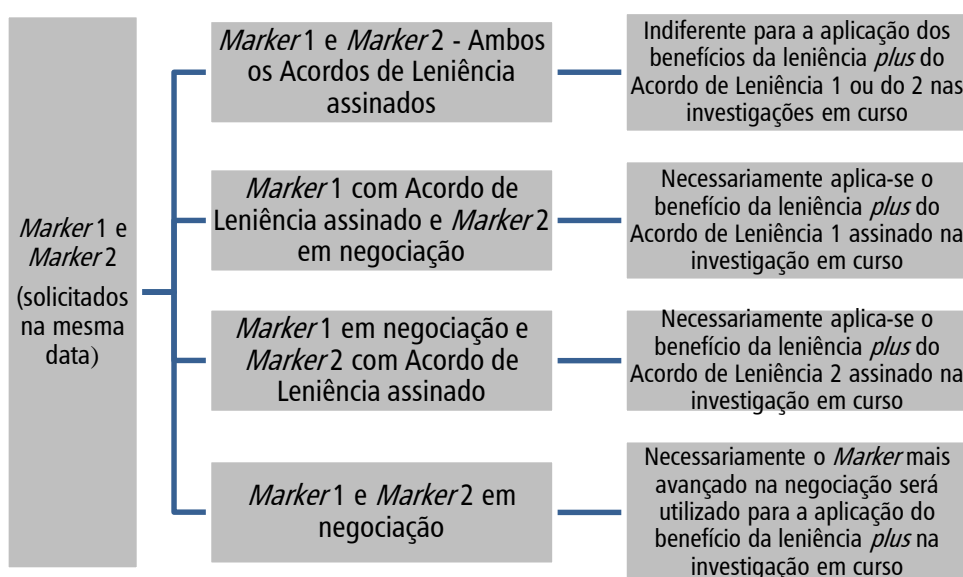 Marker 1 e
Marker 2
(solicitados
na mesma
data)
Marker 1 e Marker 2 - Ambos
os Acordos de Leniência
assinados
Indiferente para a aplicação dos
benefícios da leniência plus do
Acordo de Leniência 1 ou do 2 nas
investigações em curso
Marker 1 com Acordo de
Leniência assinado e Marker 2
em negociação
Necessariamente aplica-se o
benefício da leniência plus do
Acordo de Leniência 1 assinado na
investigação em curso
Marker 1 em negociação e
Marker 2 com Acordo de
Leniência assinado
Necessariamente aplica-se o
benefício da leniência plus do
Acordo de Leniência 2 assinado na
investigação em curso
Marker 1 e Marker 2 em
negociação
Necessariamente o Marker mais
avançado na negociação será
utilizado para a aplicação do
benefício da leniência plus na
investigação em curso